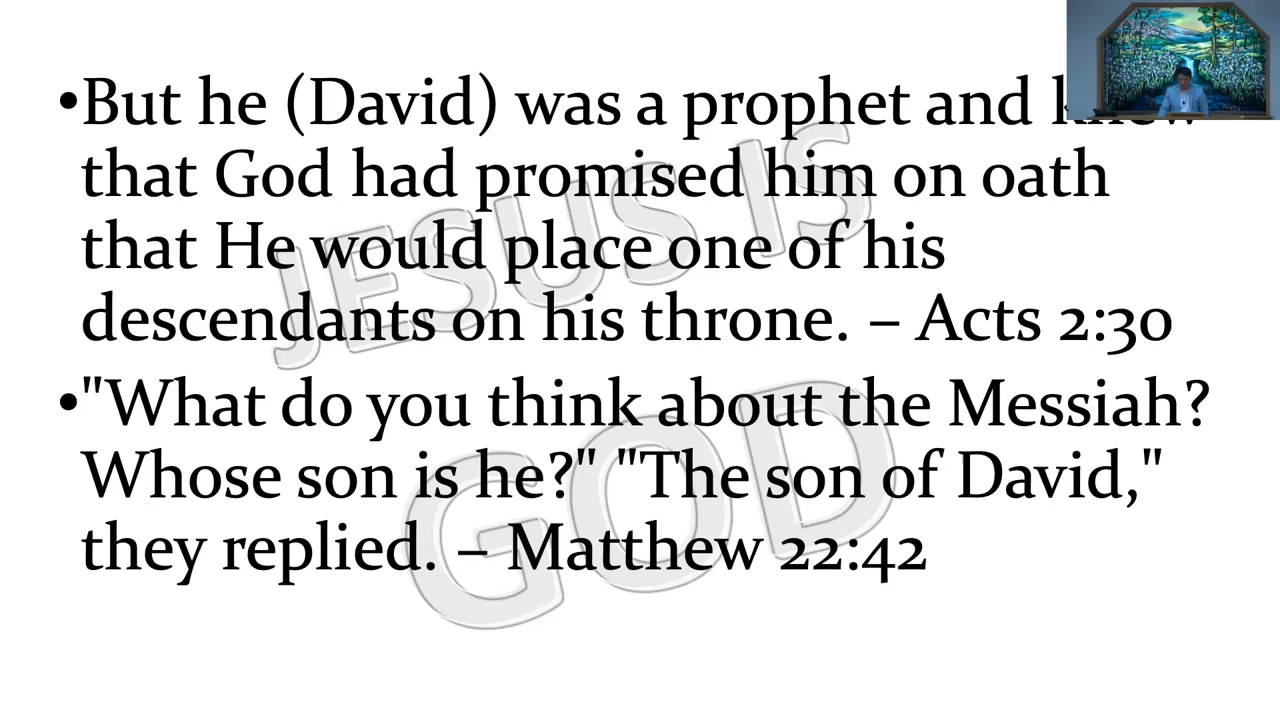 •But he (David) was a prophet and knew
that God had promised him on oath
that He would place one of his
descendants on his throne. – Acts 2:30
•"What do you think about the Messiah?
Whose son is he?" "The son of David,"
they replied. – Matthew 22:42
JESUS IS
GOD